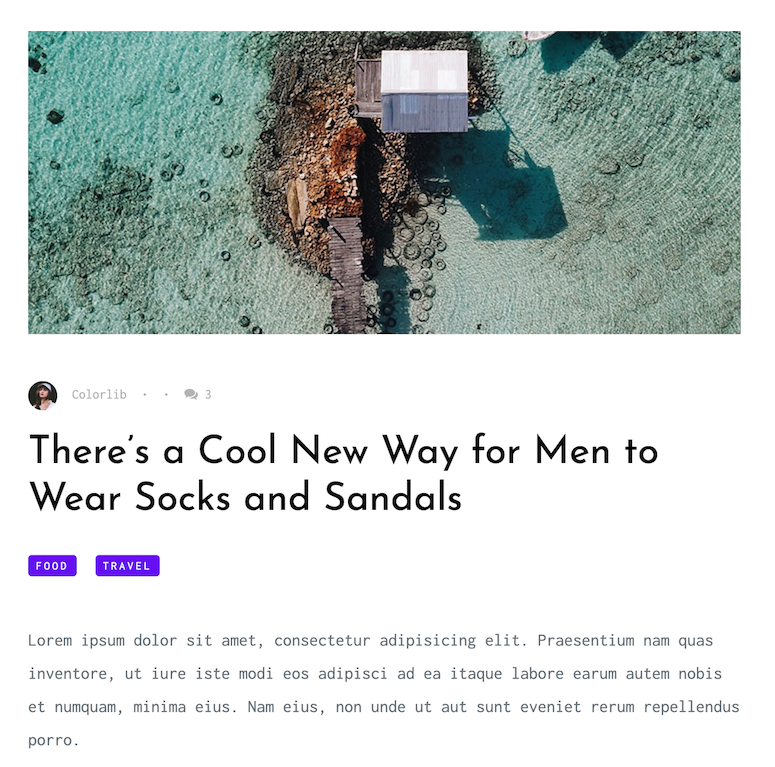 Colorlib · · 3
There’s a Cool New Way for Men to
Wear Socks and Sandals
FOOD TRAVEL
Lorem ipsum dolor sit amet, consectetur adipisicing elit. Praesentium nam quas
inventore, ut iure iste modi eos adipisci ad ea itaque labore earum autem nobis
et numquam, minima eius. Nam eius, non unde ut aut sunt eveniet rerum repellendus
porro.